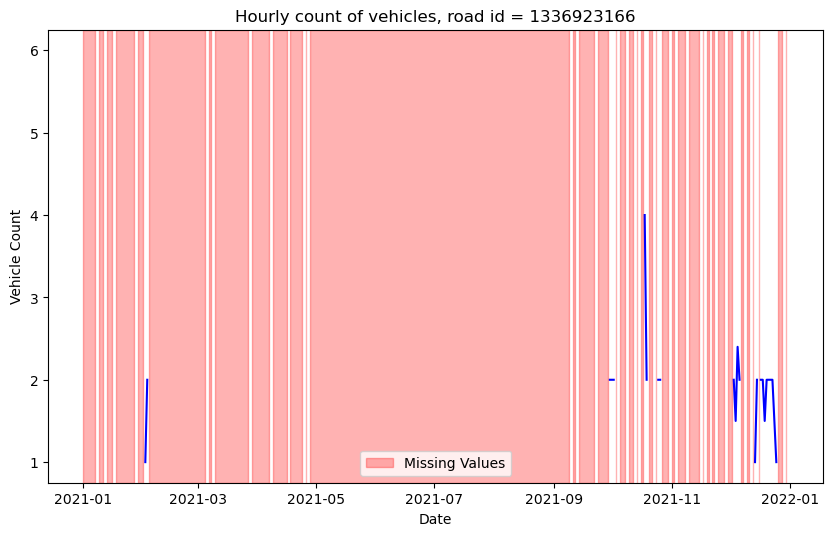 Hourly count of vehicles, road id = 1336923166
6
5
4
3
2
1
Vehicle Count
Missing Values
2021-01 2021-03 2021-05 2021-07 2021-09 2021-11 2022-01
Date